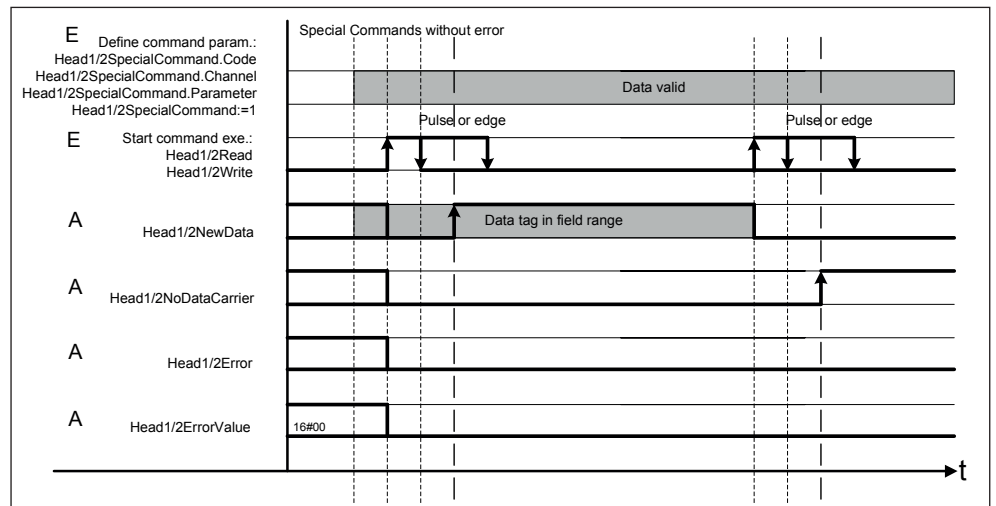 Special Commands without error
E
Define command param.:
Head1/2SpecialCommand.Code
Head1/2SpecialCommand.Channel
Head1/2SpecialCommand.Parameter
Head1/2SpecialCommand:=1
Data valid
Pulse or edge
Pulse or edge
E
Start command exe.:
Head1/2Read
Head1/2Write
A
Head1/2NewData
Data tag in field range
A
Head1/2NoDataCarrier
A
Head1/2Error
A
Head1/2ErrorValue
16#00
t